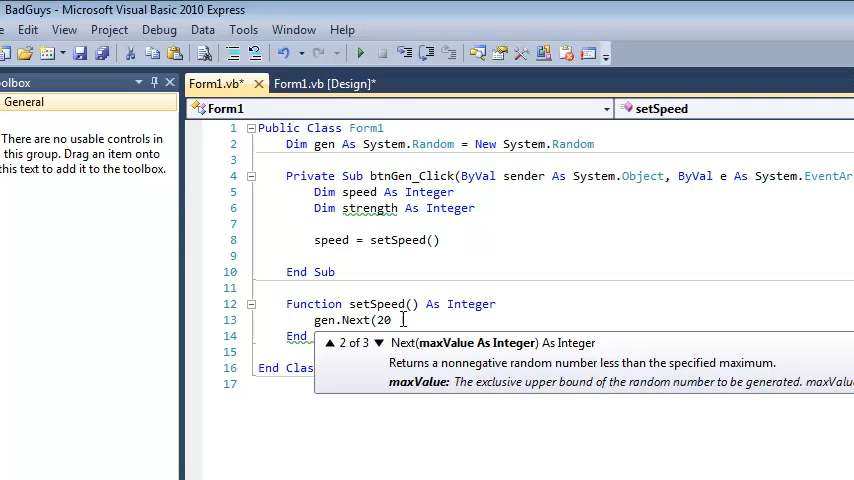 BadGuys - Microsoft Visual Basic 2010 Express
Edit View Project Debug Data Tools Window Help
oolbox
Form1.vb*
Form1.vb [Design]*
General
Form1
setSpeed
There are no usable controls in
this group. Drag an item onto
this text to add it to the toolbox.
1 Public Class Form1
2 Dim gen As System.Random = New System.Random
3
4 Private Sub btnGen_Click(ByVal sender As System.Object, ByVal e As System.EventAr
5 Dim speed As Integer
6 Dim strength As Integer
7
8 speed = setSpeed()
9
10 End Sub
11
12 Function setSpeed() As Integer
13 gen.Next(20
14 End
15
16 End Clas
17
2 of 3 Next(maxValue As Integer) As Integer
Returns a nonnegative random number less than the specified maximum.
maxValue: The exclusive upper bound of the random number to be generated. maxValu